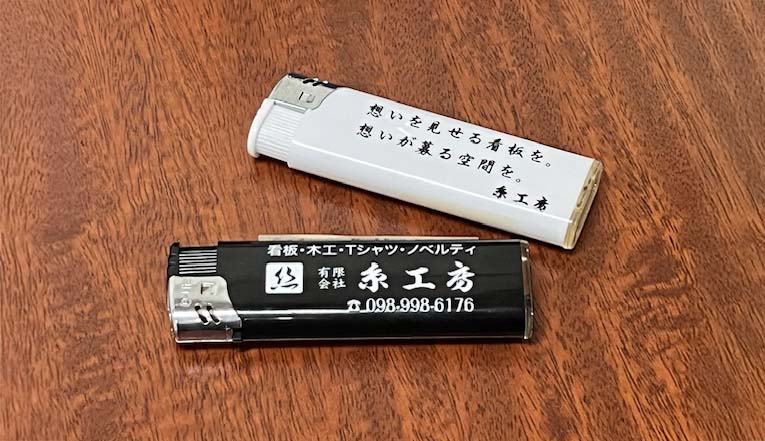 想いを見せる看板を。
想いが募る空間を。
糸工房
看板・木工・Tシャツ・ノベルティ
有限会社 糸工房
☎098-998-6176